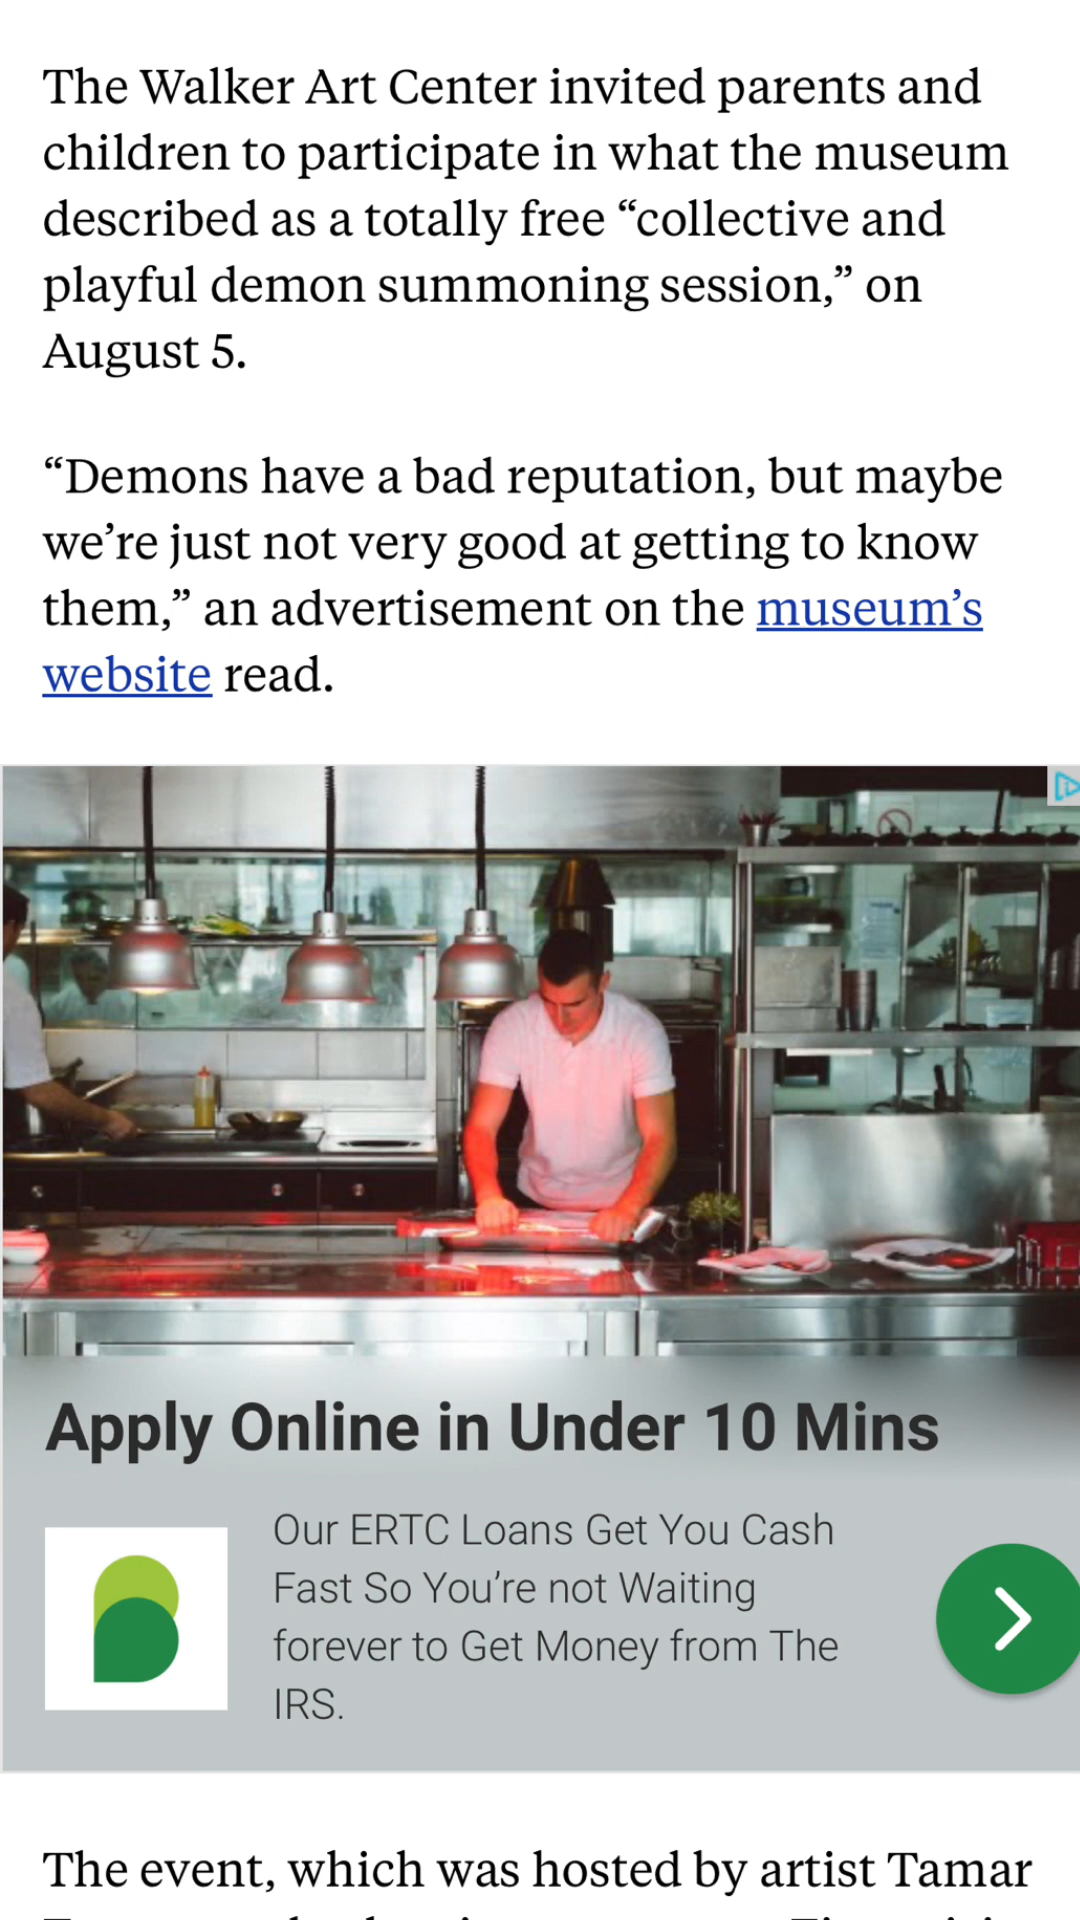 The Walker Art Center invited parents and
children to participate in what the museum
described as a totally free “collective and
playful demon summoning session,” on
August 5.
“Demons have a bad reputation, but maybe
we’re just not very good at getting to know
them,” an advertisement on the museum’s
website read.
Apply Online in Under 10 Mins
Our ERTC Loans Get You Cash
Fast So You’re not Waiting
forever to Get Money from The
IRS.
The event, which was hosted by artist Tamar